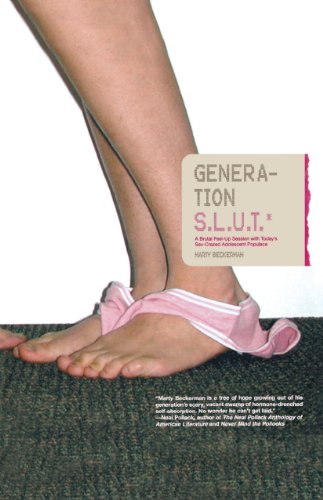 GENERA-
TION
S.L.U.T.*
A Brutal Feel-Up Session with Today's
Sex-Crazed Adolescent Populace
MARTY BECKERMAN
"Marty Beckerman is a tree of hope growing out of his
generation's scary, vacant swamp of hormone-drenched
self-absorption. No wonder he can't get laid."
—Neal Pollack, author of The Neal Pollack Anthology of
American Literature and Never Mind the Pollacks